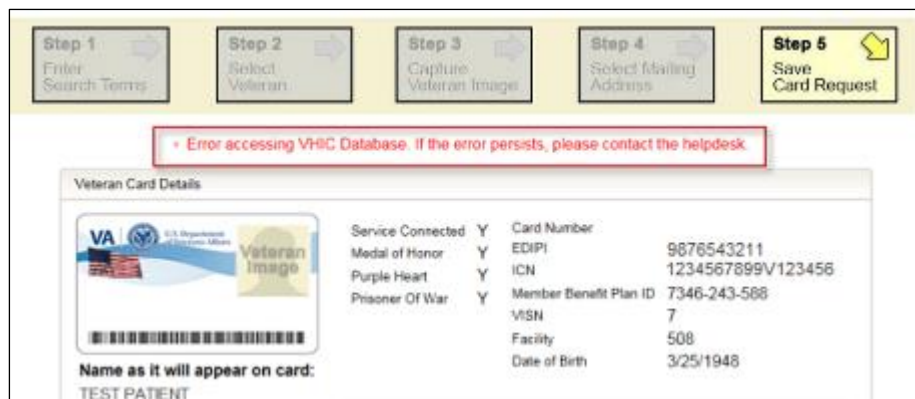 Step 1
Enter
Search Terms
Step 2
Select
Veteran
Step 3
Capture
Veteran Image
Step 4
Select Mailing
Address
Step 5
Save
Card Request
Error accessing VHIC Database. If the error persists, please contact the helpdesk.
Veteran Card Details
VA U.S. Department
of Veterans Affairs
Veteran
Image
Name as it will appear on card:
TEST PATIENT
Service Connected Y
Medal of Honor Y
Purple Heart Y
Prisoner Of War Y
Card Number
EDIPI 9876543211
ICN 1234567899V123456
Member Benefit Plan ID 7346-243-588
VISN 7
Facility 508
Date of Birth 3/25/1948